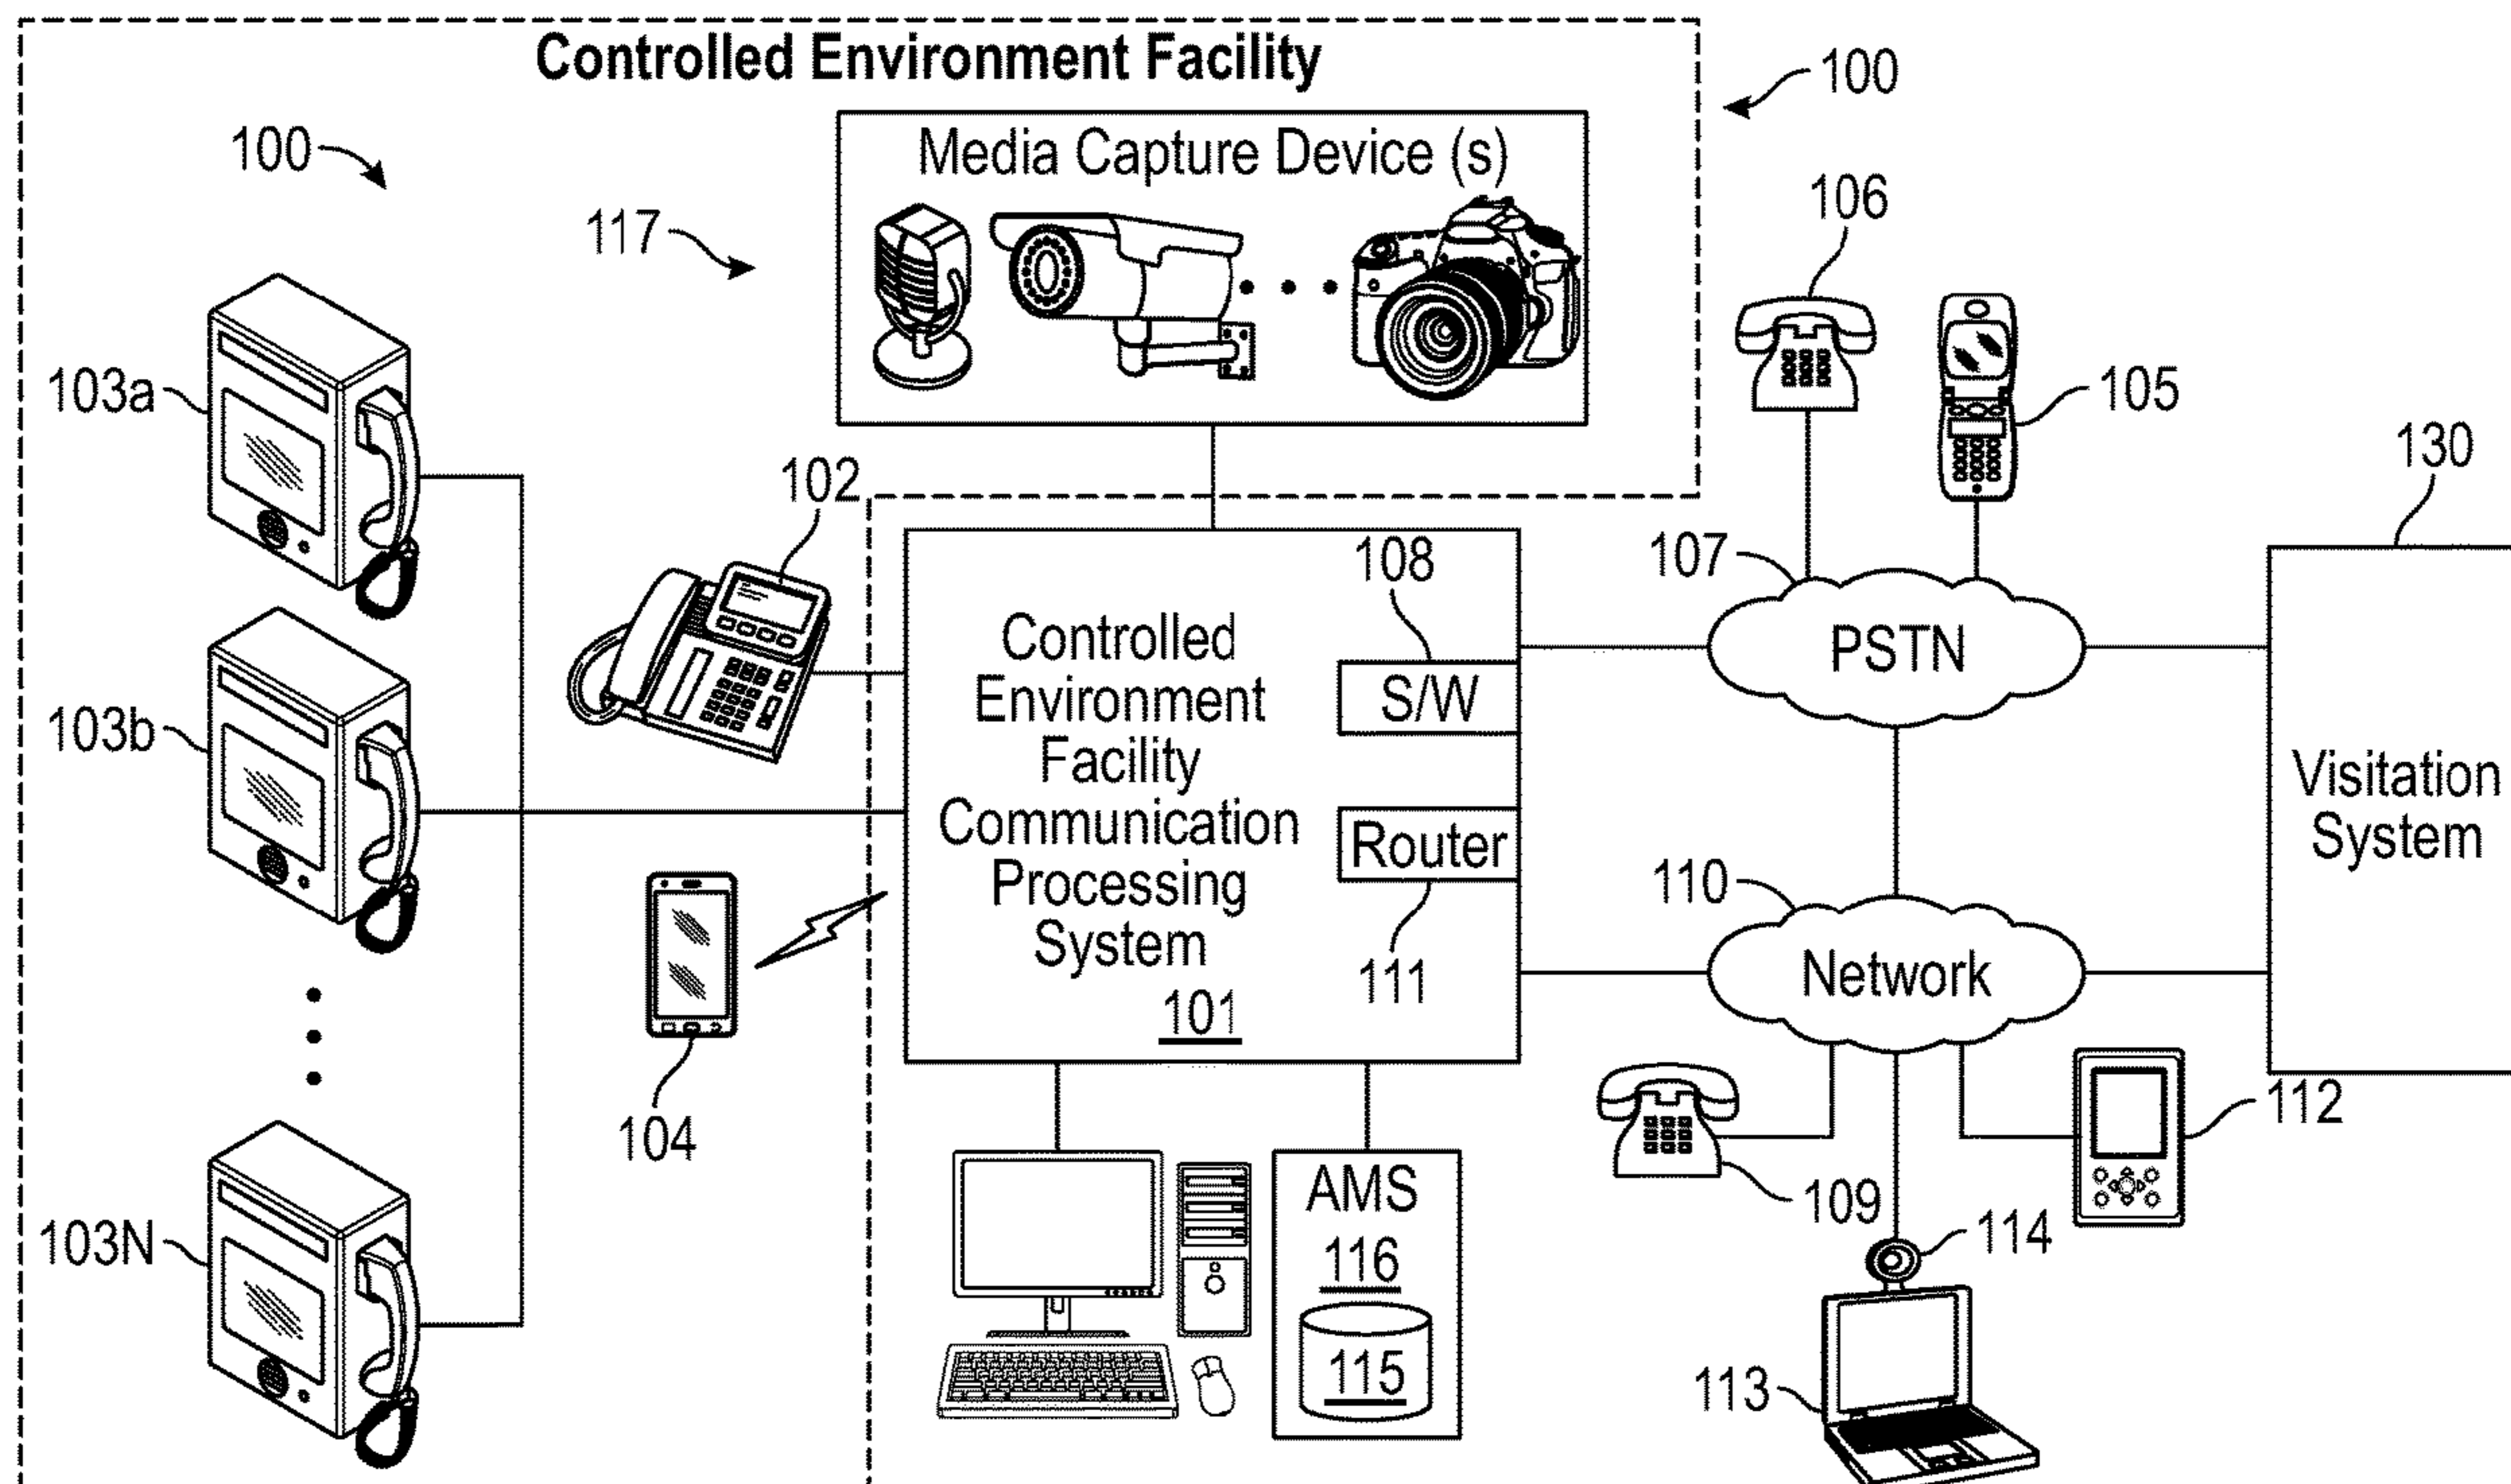 Controlled Environment Facility
100
100
Media Capture Device (s)
117
106
105
103a
102
130
108
107
Controlled
Environment
Facility
Communication
Processing
System
101
S/W
PSTN
103b
Visitation
System
Router
111
110
Network
104
112
109
103N
AMS
116
115
114
113